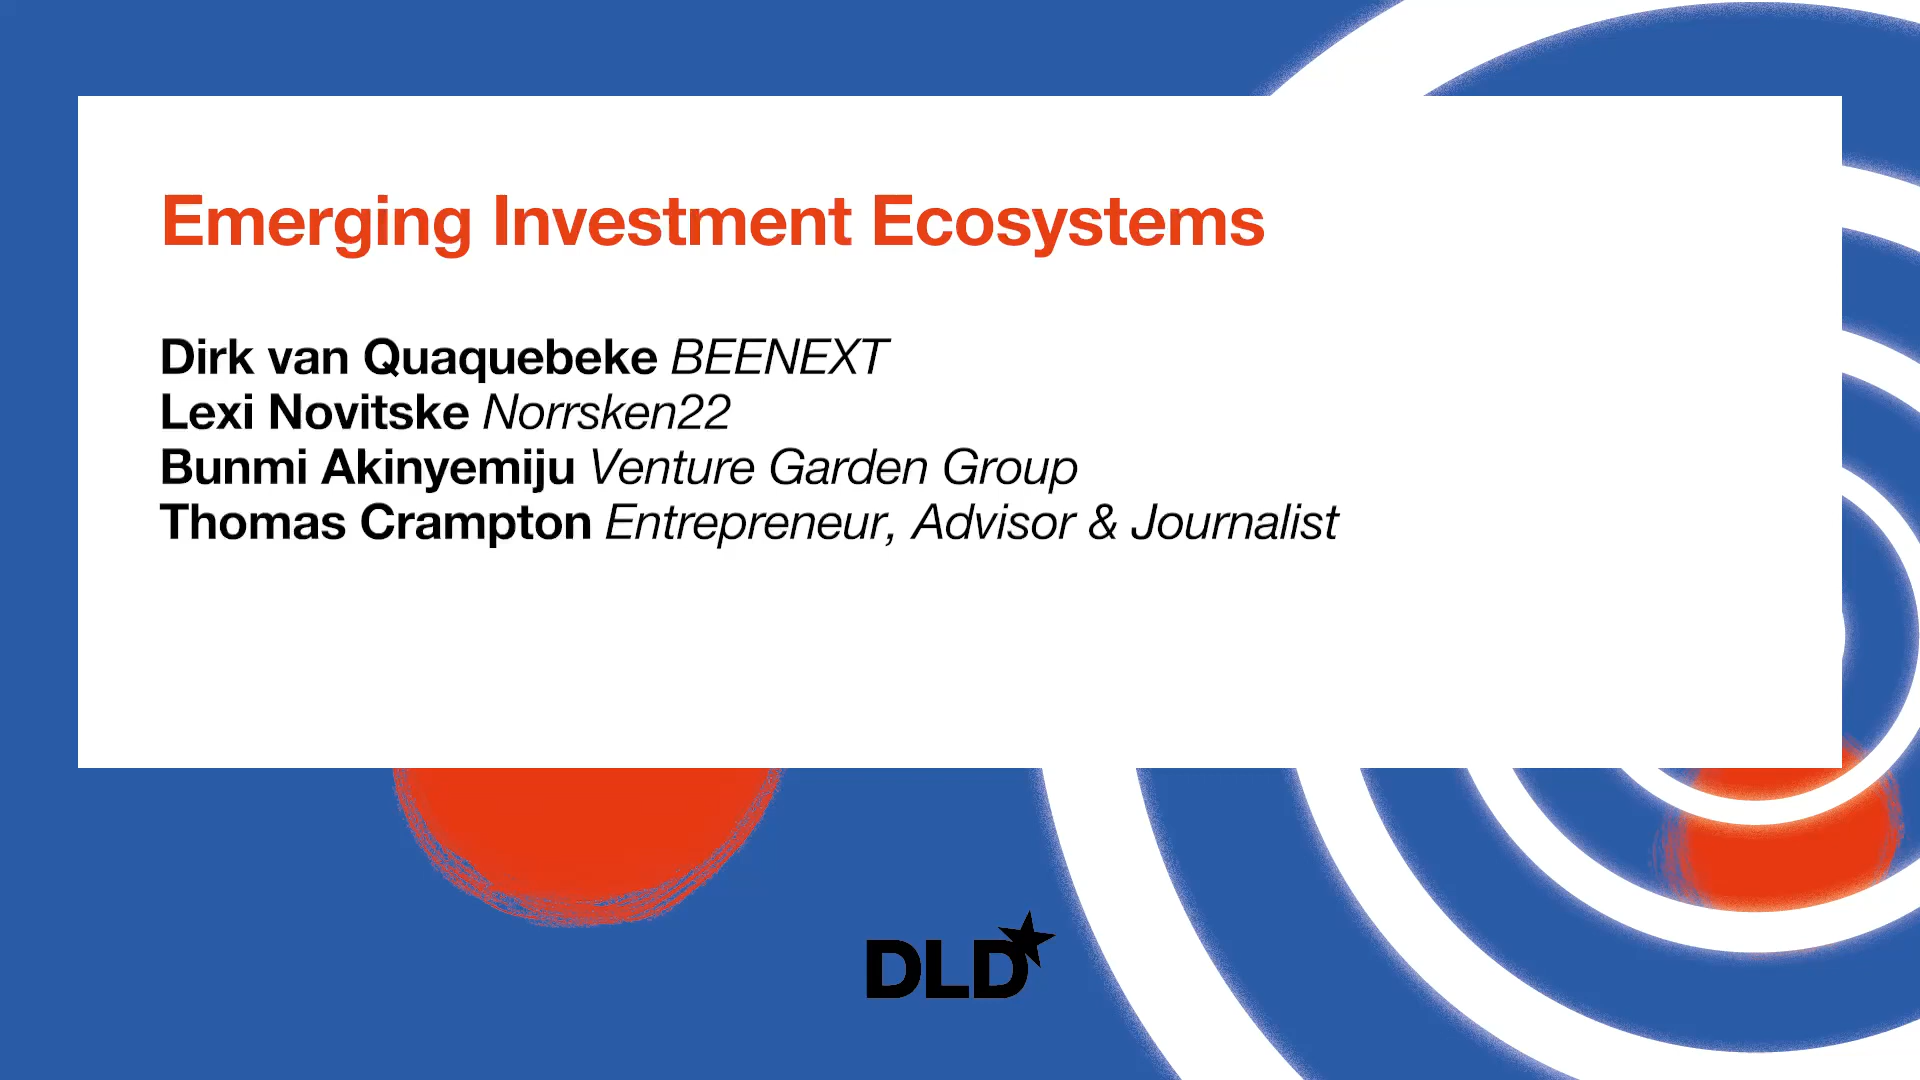 Emerging Investment Ecosystems
Dirk van Quaquebeke BEENEXT
Lexi Novitske Norrsken22
Bunmi Akinyemiju Venture Garden Group
Thomas Crampton Entrepreneur, Advisor & Journalist
DLD